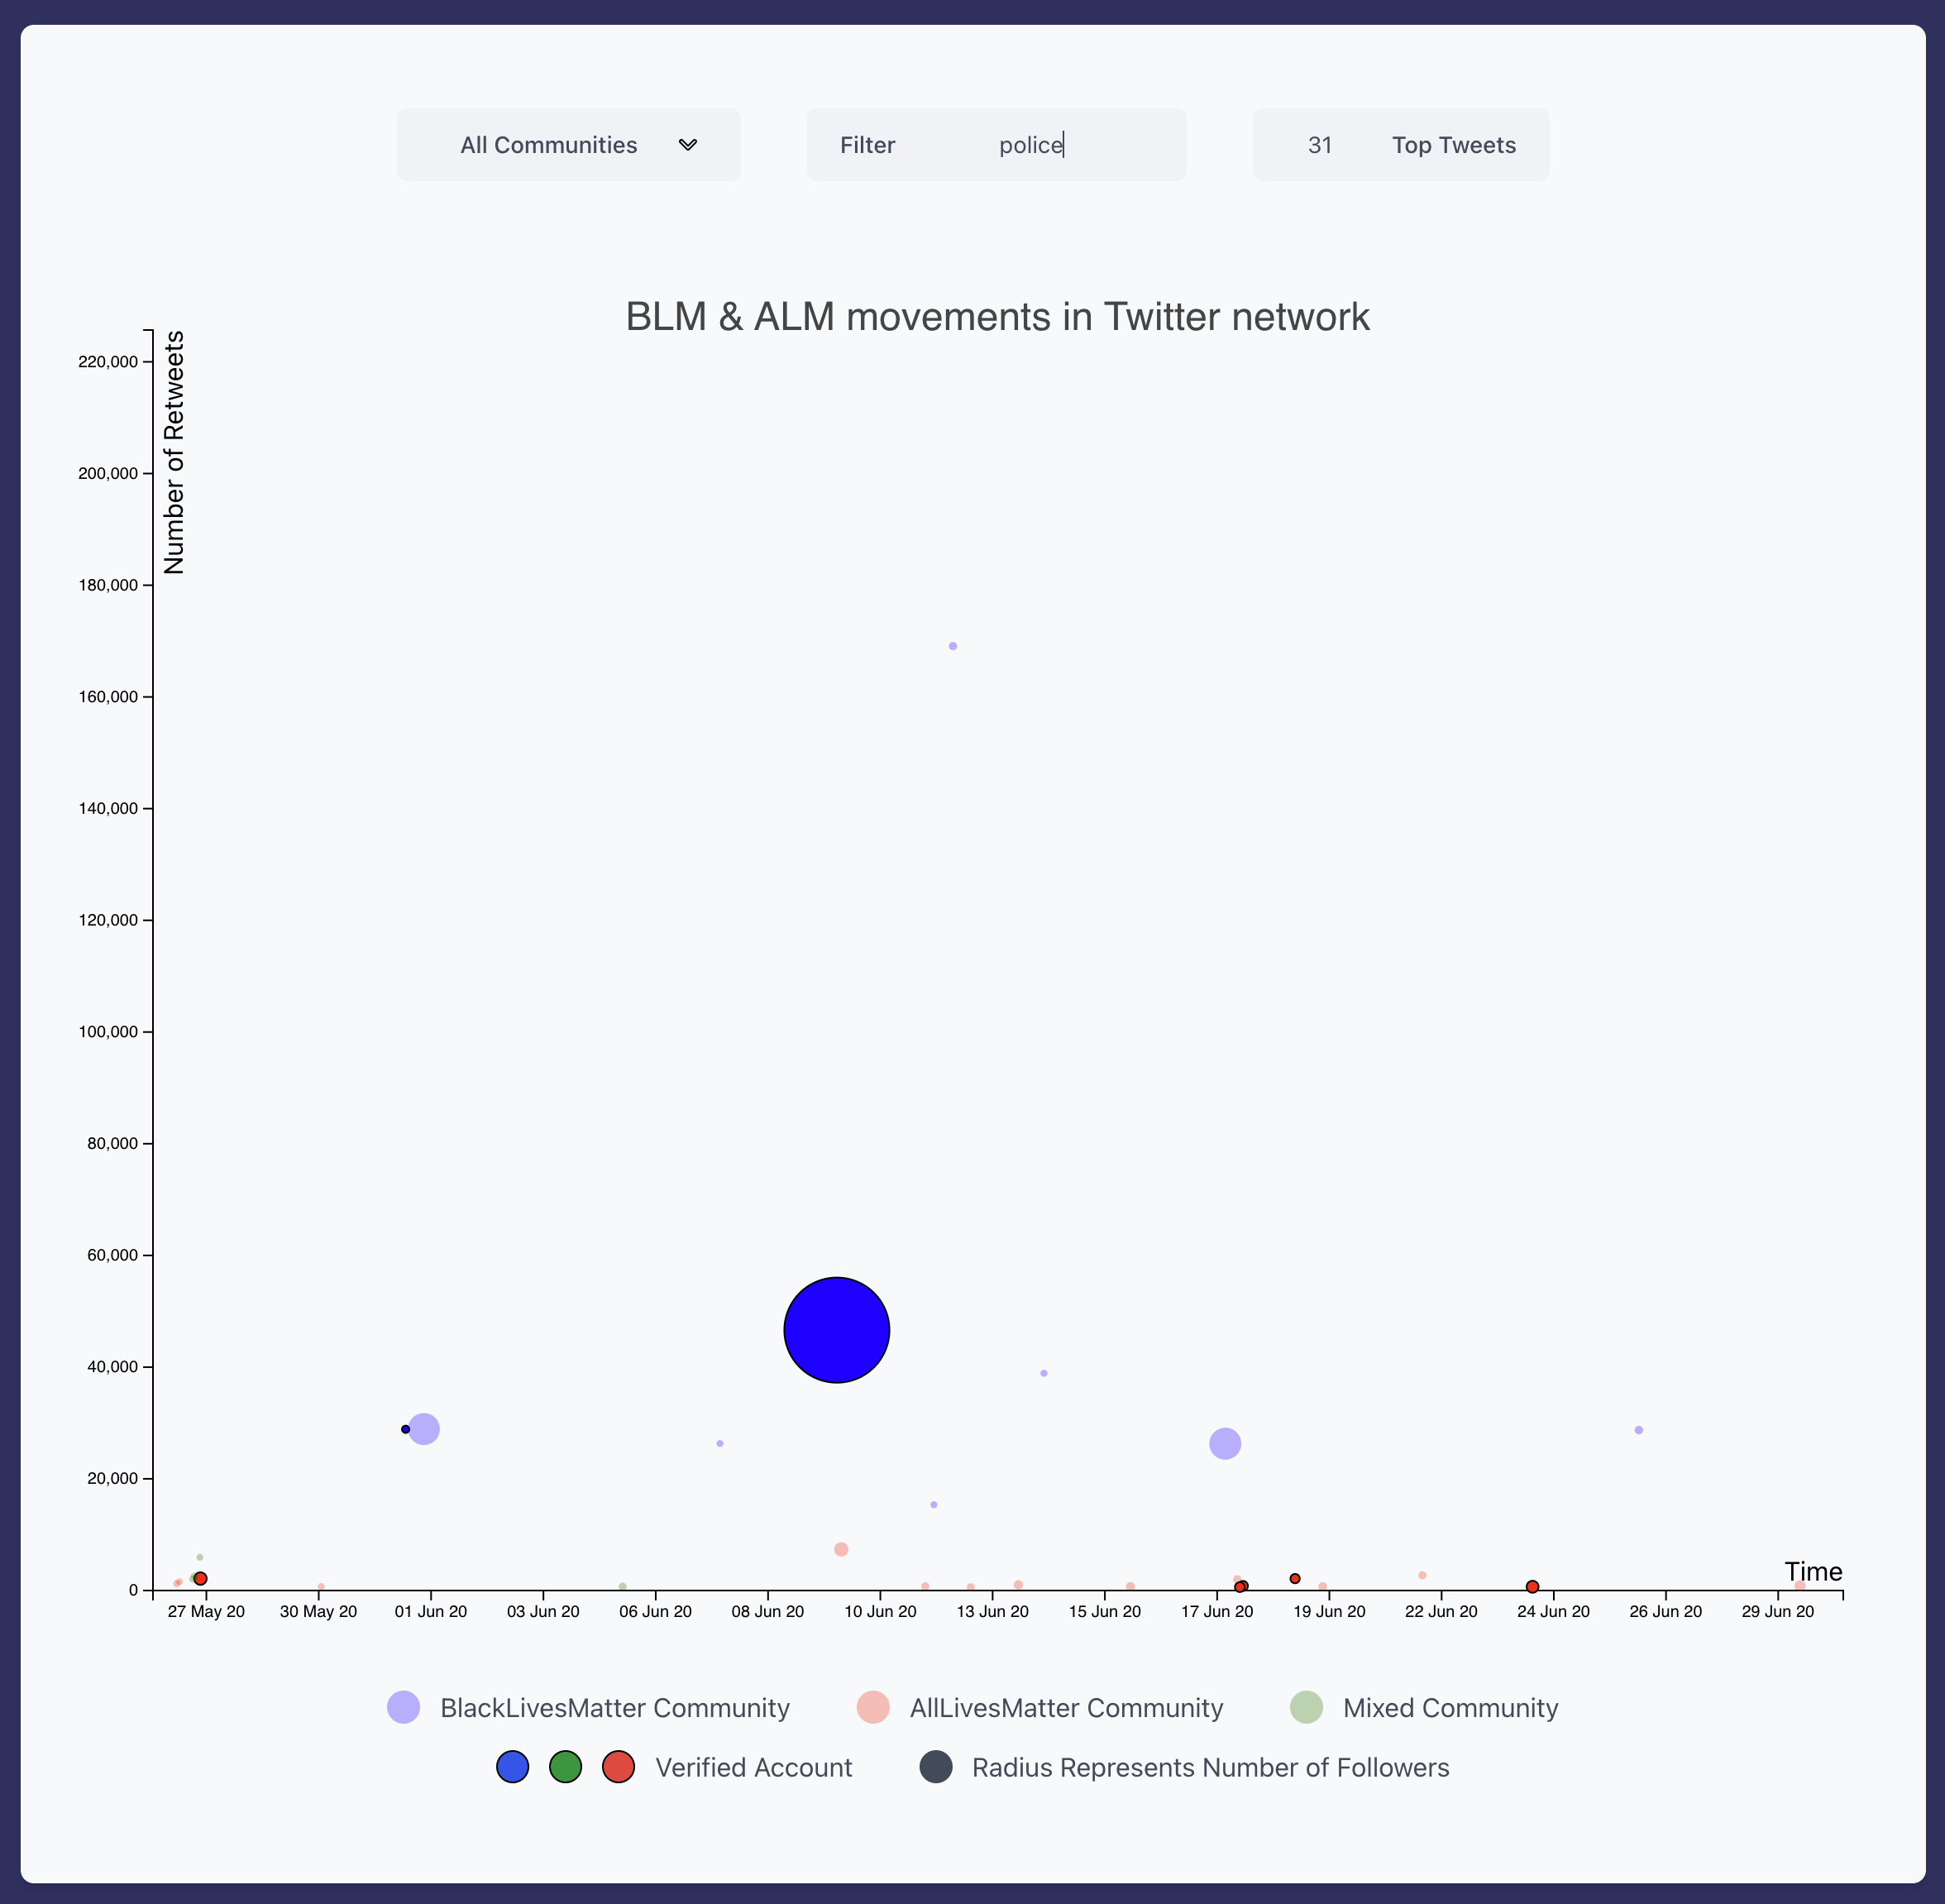 All Communities
Filter police
31 Top Tweets
BLM & ALM movements in Twitter network
Number of Retweets
220,000
200,000
180,000
160,000
140,000
120,000
100,000
80,000
60,000
40,000
20,000
0
Time
27 May 20 30 May 20 01 Jun 20 03 Jun 20 06 Jun 20 08 Jun 20 10 Jun 20 13 Jun 20 15 Jun 20 17 Jun 20 19 Jun 20 22 Jun 20 24 Jun 20 26 Jun 20 29 Jun 20
BlackLivesMatter Community AllLivesMatter Community Mixed Community
Verified Account Radius Represents Number of Followers